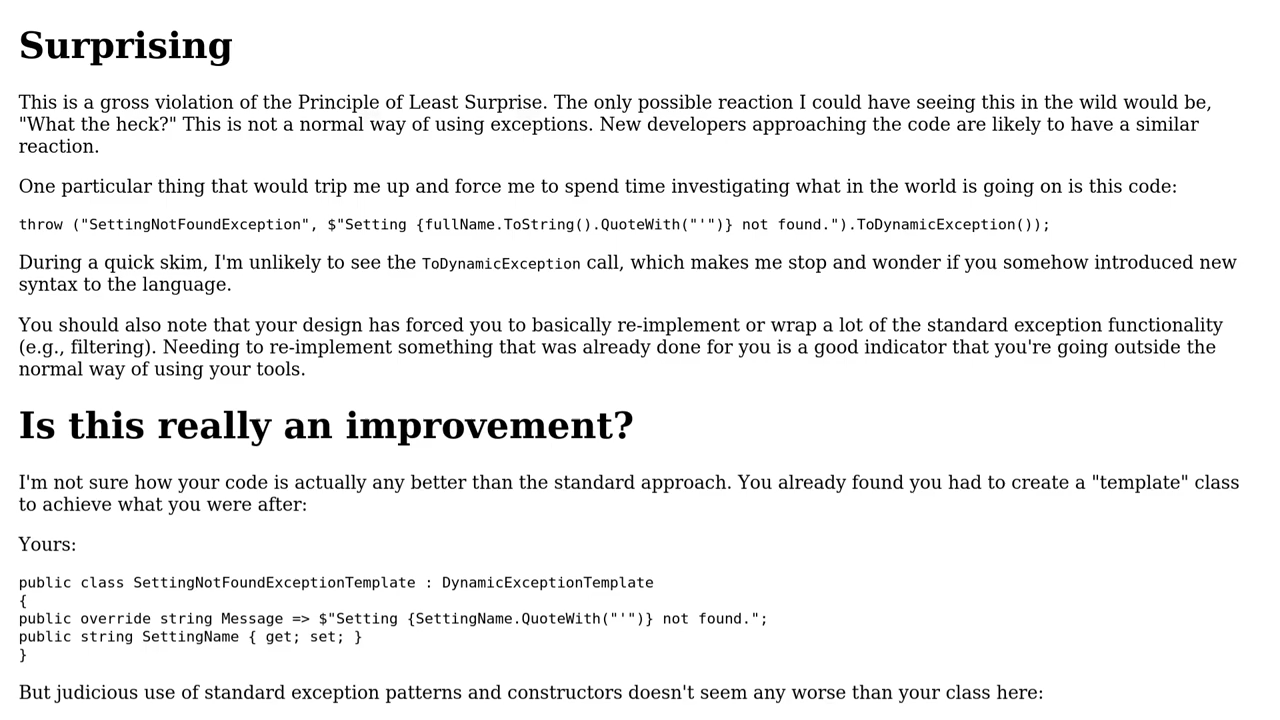 Surprising
This is a gross violation of the Principle of Least Surprise. The only possible reaction I could have seeing this in the wild would be,
"What the heck?" This is not a normal way of using exceptions. New developers approaching the code are likely to have a similar
reaction.
One particular thing that would trip me up and force me to spend time investigating what in the world is going on is this code:
throw ("SettingNotFoundException", $"Setting {fullName.ToString().QuoteWith("'")} not found.").ToDynamicException());
During a quick skim, I'm unlikely to see the ToDynamicException call, which makes me stop and wonder if you somehow introduced new
syntax to the language.
You should also note that your design has forced you to basically re-implement or wrap a lot of the standard exception functionality
(e.g., filtering). Needing to re-implement something that was already done for you is a good indicator that you're going outside the
normal way of using your tools.
Is this really an improvement?
I'm not sure how your code is actually any better than the standard approach. You already found you had to create a "template" class
to achieve what you were after:
Yours:
public class SettingNotFoundExceptionTemplate : DynamicExceptionTemplate
{
public override string Message => $"Setting {SettingName.QuoteWith("'")} not found.";
public string SettingName { get; set; }
}
But judicious use of standard exception patterns and constructors doesn't seem any worse than your class here: